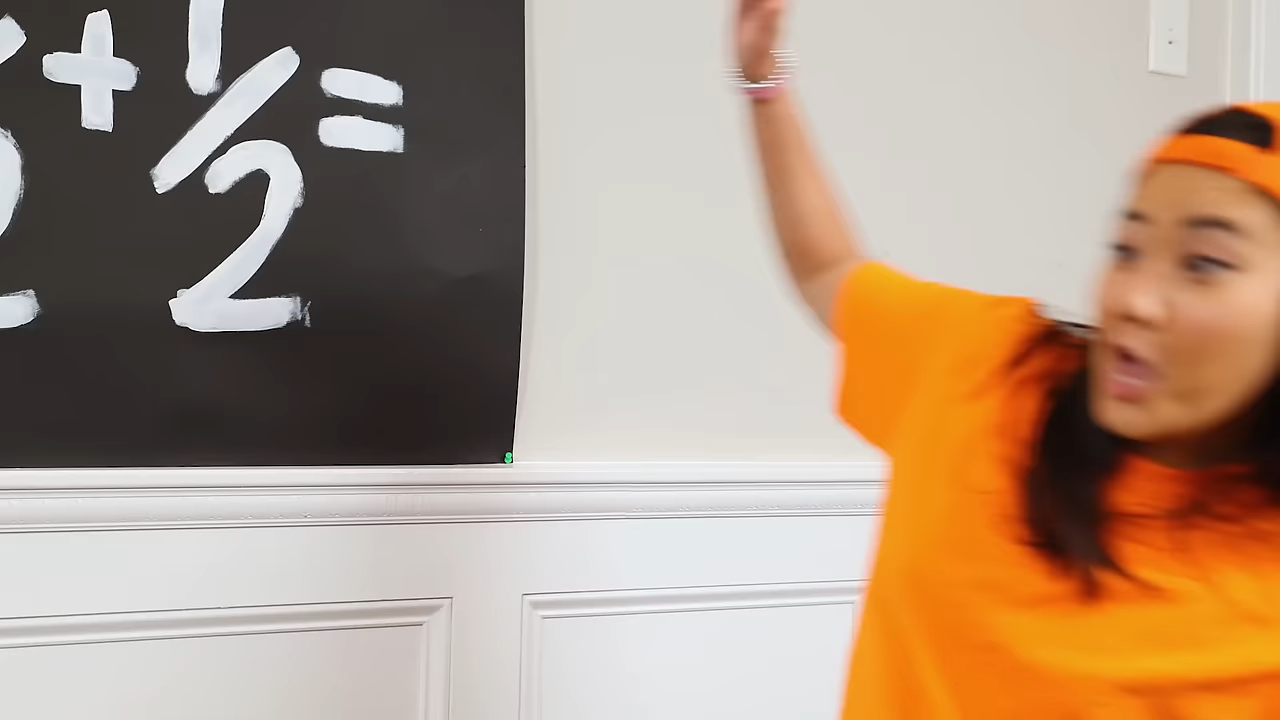 + 1/2 =